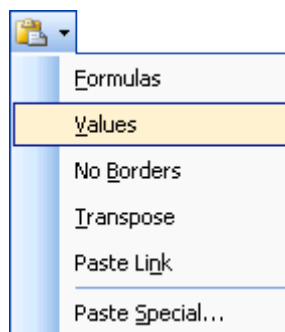 Formulas
Values
No Borders
Transpose
Paste Link
Paste Special...